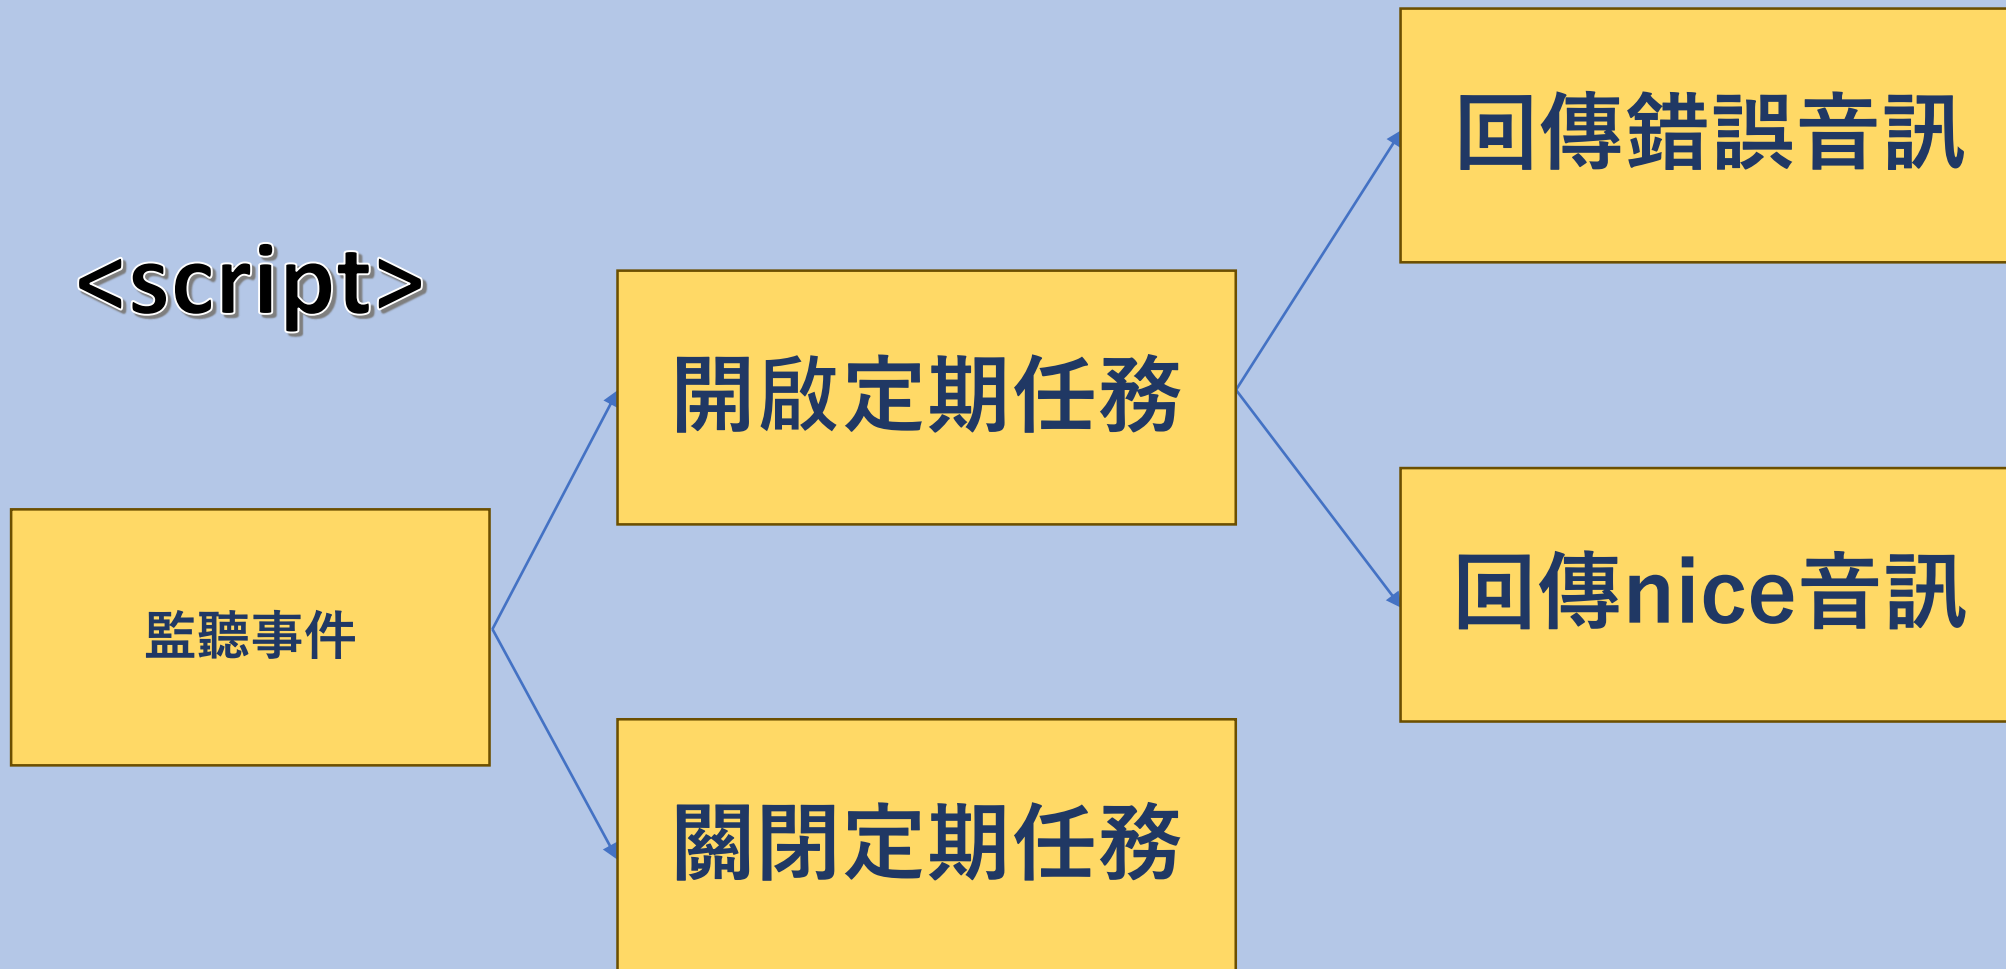 <script>
監聽事件
開啟定期任務
關閉定期任務
回傳錯誤音訊
回傳nice音訊